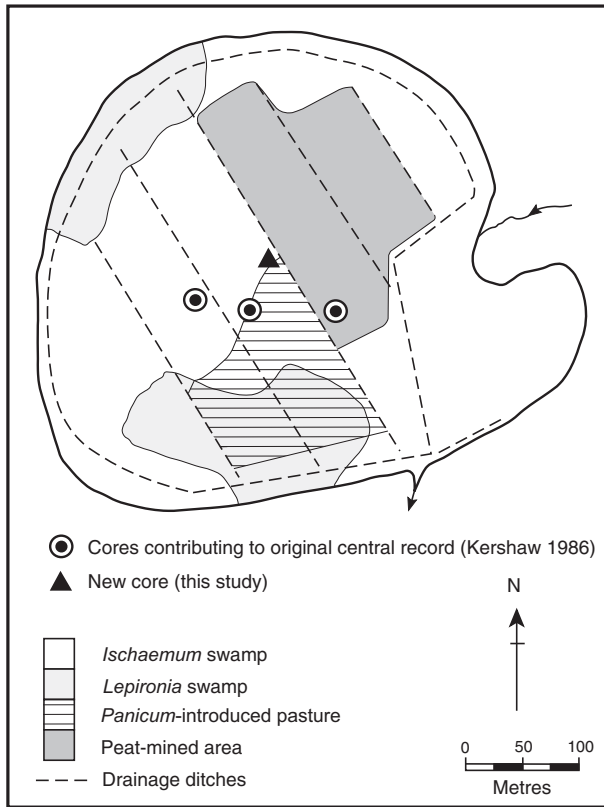 Cores contributing to original central record (Kershaw 1986)
New core (this study)
N
Ischaemum swamp
Lepironia swamp
Panicum-introduced pasture
Peat-mined area
Drainage ditches
0 50 100
Metres